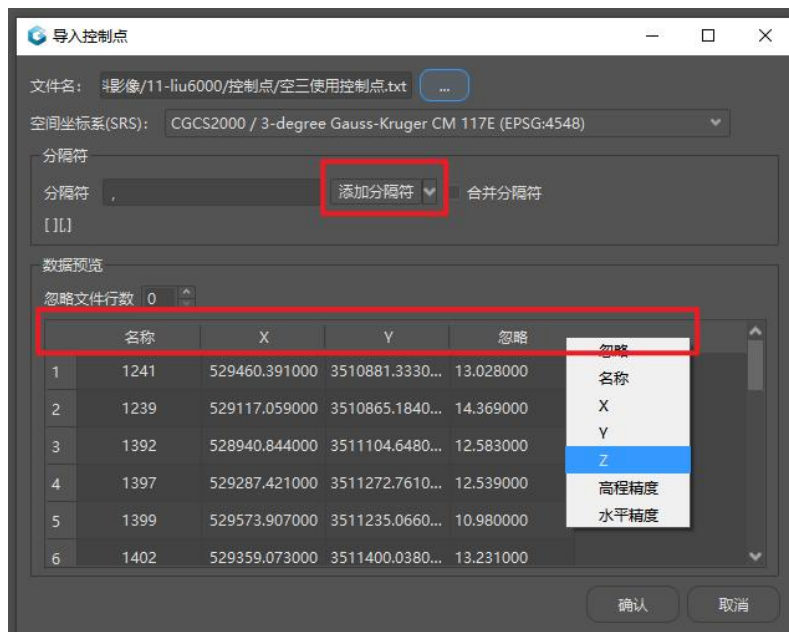 导入控制点
文件名： 斗影像/11-liu6000/控制点/空三使用控制点.txt ...
空间坐标系(SRS)： CGCS2000 / 3-degree Gauss-Kruger CM 117E (EPSG:4548)
分隔符
分隔符 , 添加分隔符 合并分隔符
[ ][,]
数据预览
忽略文件行数 0
名称 X Y 忽略
1 1241 529460.391000 3510881.3330... 13.028000
2 1239 529117.059000 3510865.1840... 14.369000
3 1392 528940.844000 3511104.6480... 12.583000
4 1397 529287.421000 3511272.7610... 12.539000
5 1399 529573.907000 3511235.0660... 10.980000
6 1402 529359.073000 3511400.0380... 13.231000
忽略
名称
X
Y
Z
高程精度
水平精度
确认 取消